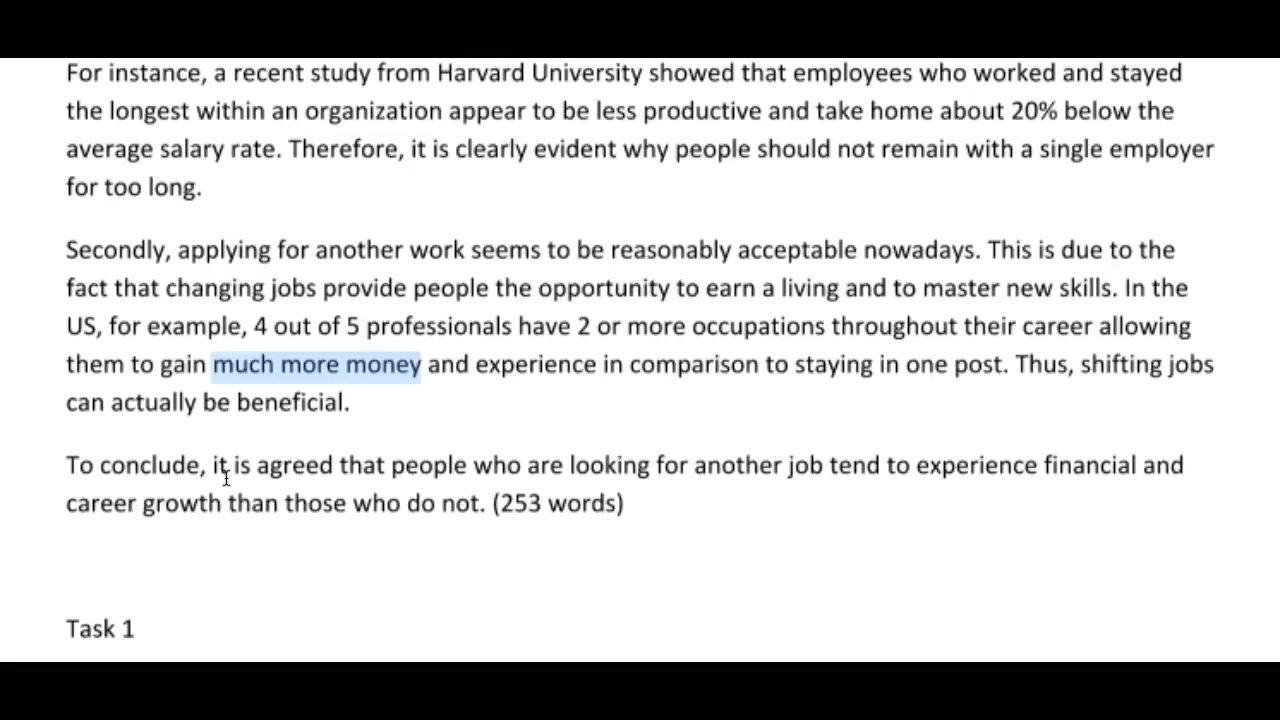 For instance, a recent study from Harvard University showed that employees who worked and stayed
the longest within an organization appear to be less productive and take home about 20% below the
average salary rate. Therefore, it is clearly evident why people should not remain with a single employer
for too long.
Secondly, applying for another work seems to be reasonably acceptable nowadays. This is due to the
fact that changing jobs provide people the opportunity to earn a living and to master new skills. In the
US, for example, 4 out of 5 professionals have 2 or more occupations throughout their career allowing
them to gain much more money and experience in comparison to staying in one post. Thus, shifting jobs
can actually be beneficial.
To conclude, it is agreed that people who are looking for another job tend to experience financial and
career growth than those who do not. (253 words)
Task 1